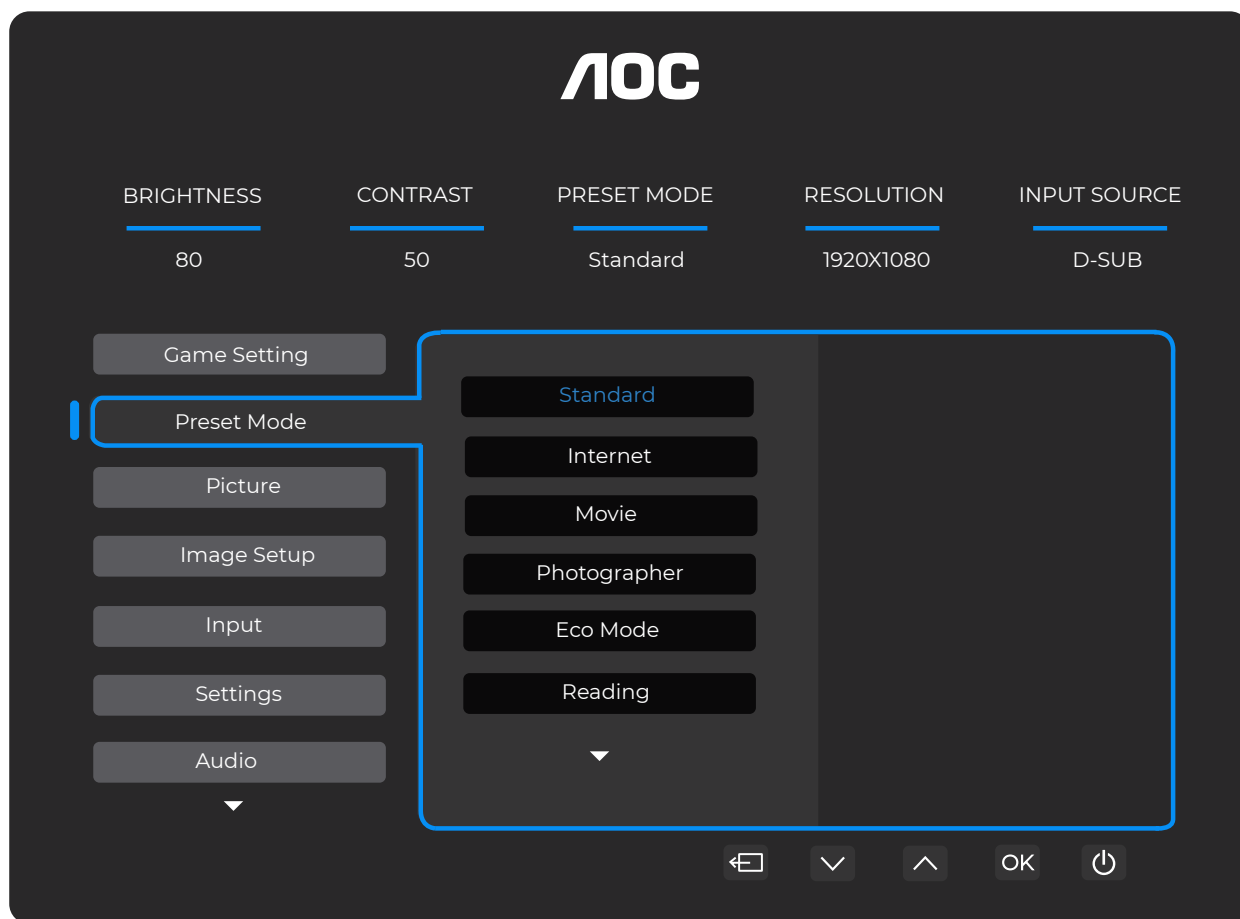 AOC
BRIGHTNESS CONTRAST PRESET MODE RESOLUTION INPUT SOURCE
80 50 Standard 1920X1080 D-SUB
Game Setting
Preset Mode
Picture
Image Setup
Input
Settings
Audio
Standard
Internet
Movie
Photographer
Eco Mode
Reading
OK